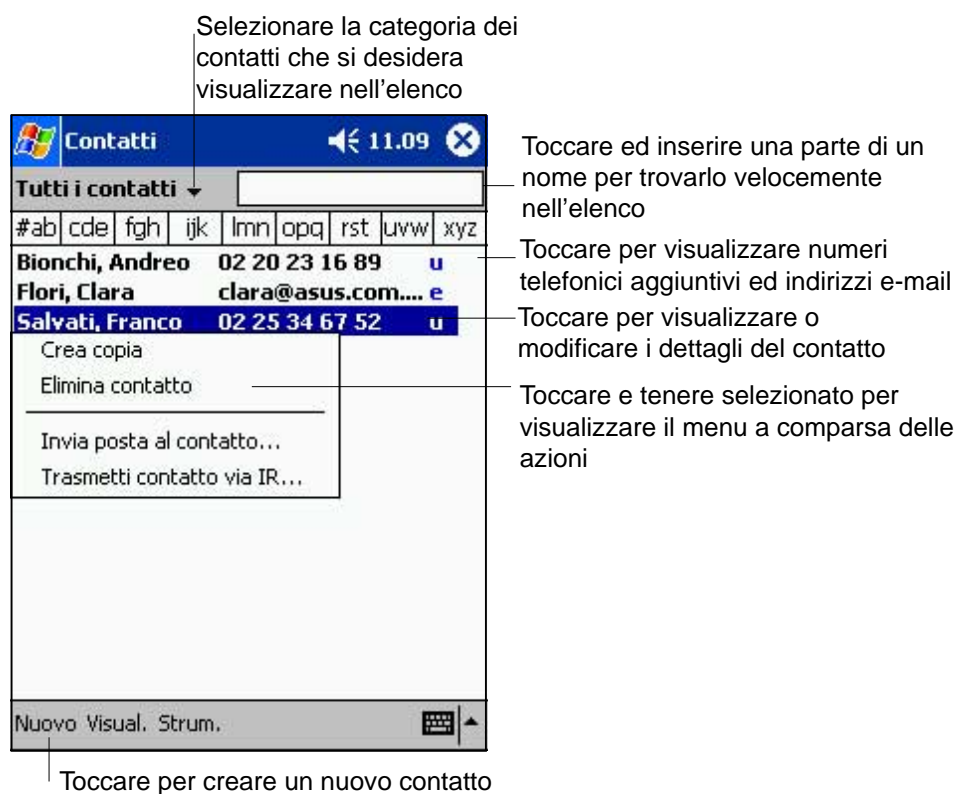 Selezionare la categoria dei
contatti che si desidera
visualizzare nell'elenco
Contatti 11.09
Tutti i contatti
#ab cde fgh ijk lmn opq rst uvw xyz
Bionchi, Andreo 02 20 23 16 89 u
Flori, Clara clara@asus.com.... e
Salvati, Franco 02 25 34 67 52 u
Crea copia
Elimina contatto
Invia posta al contatto...
Trasmetti contatto via IR...
Nuovo Visual. Strum.
Toccare ed inserire una parte di un
nome per trovarlo velocemente
nell'elenco
Toccare per visualizzare numeri
telefonici aggiuntivi ed indirizzi e-mail
Toccare per visualizzare o
modificare i dettagli del contatto
Toccare e tenere selezionato per
visualizzare il menu a comparsa delle
azioni
Toccare per creare un nuovo contatto